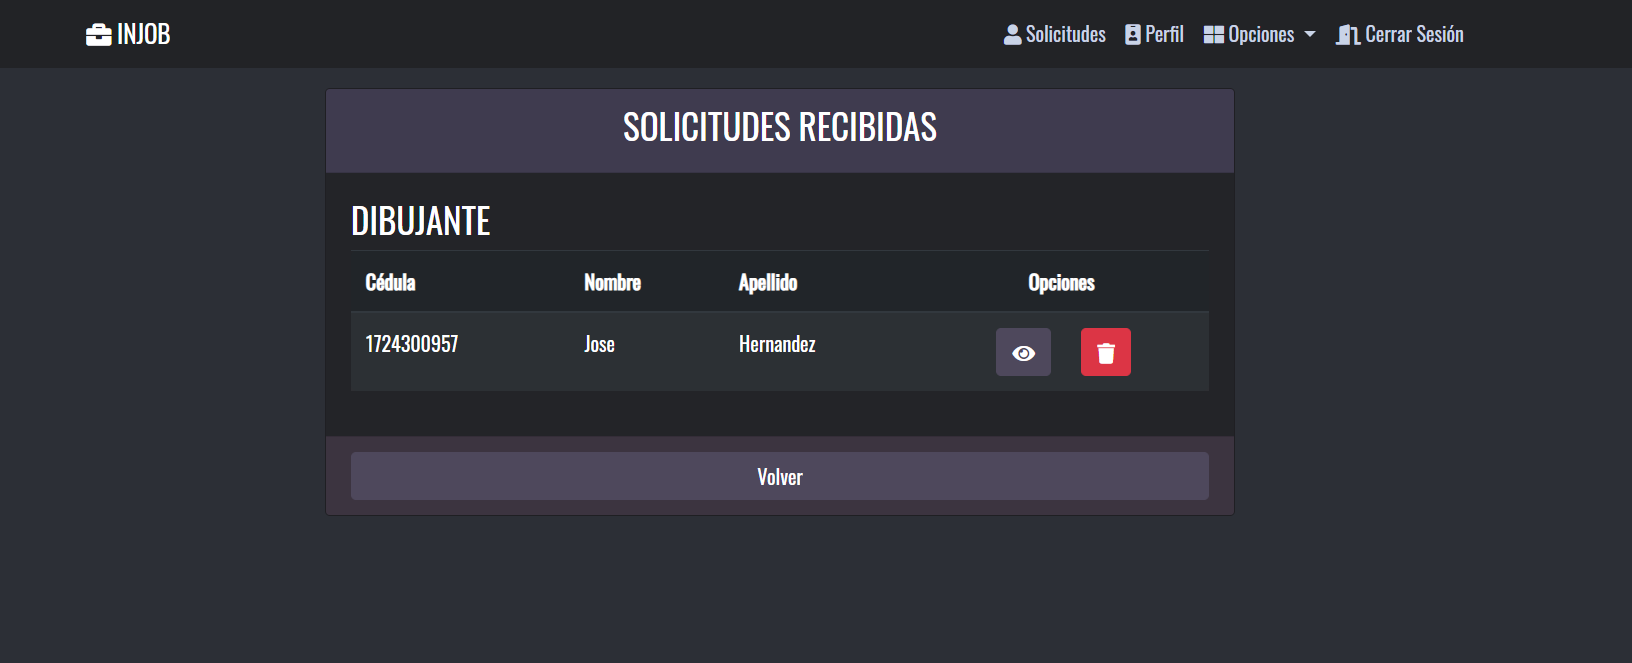 INJOB Solicitudes Perfil Opciones Cerrar Sesión
SOLICITUDES RECIBIDAS
DIBUJANTE
Cédula Nombre Apellido Opciones
1724300957 Jose Hernandez
Volver